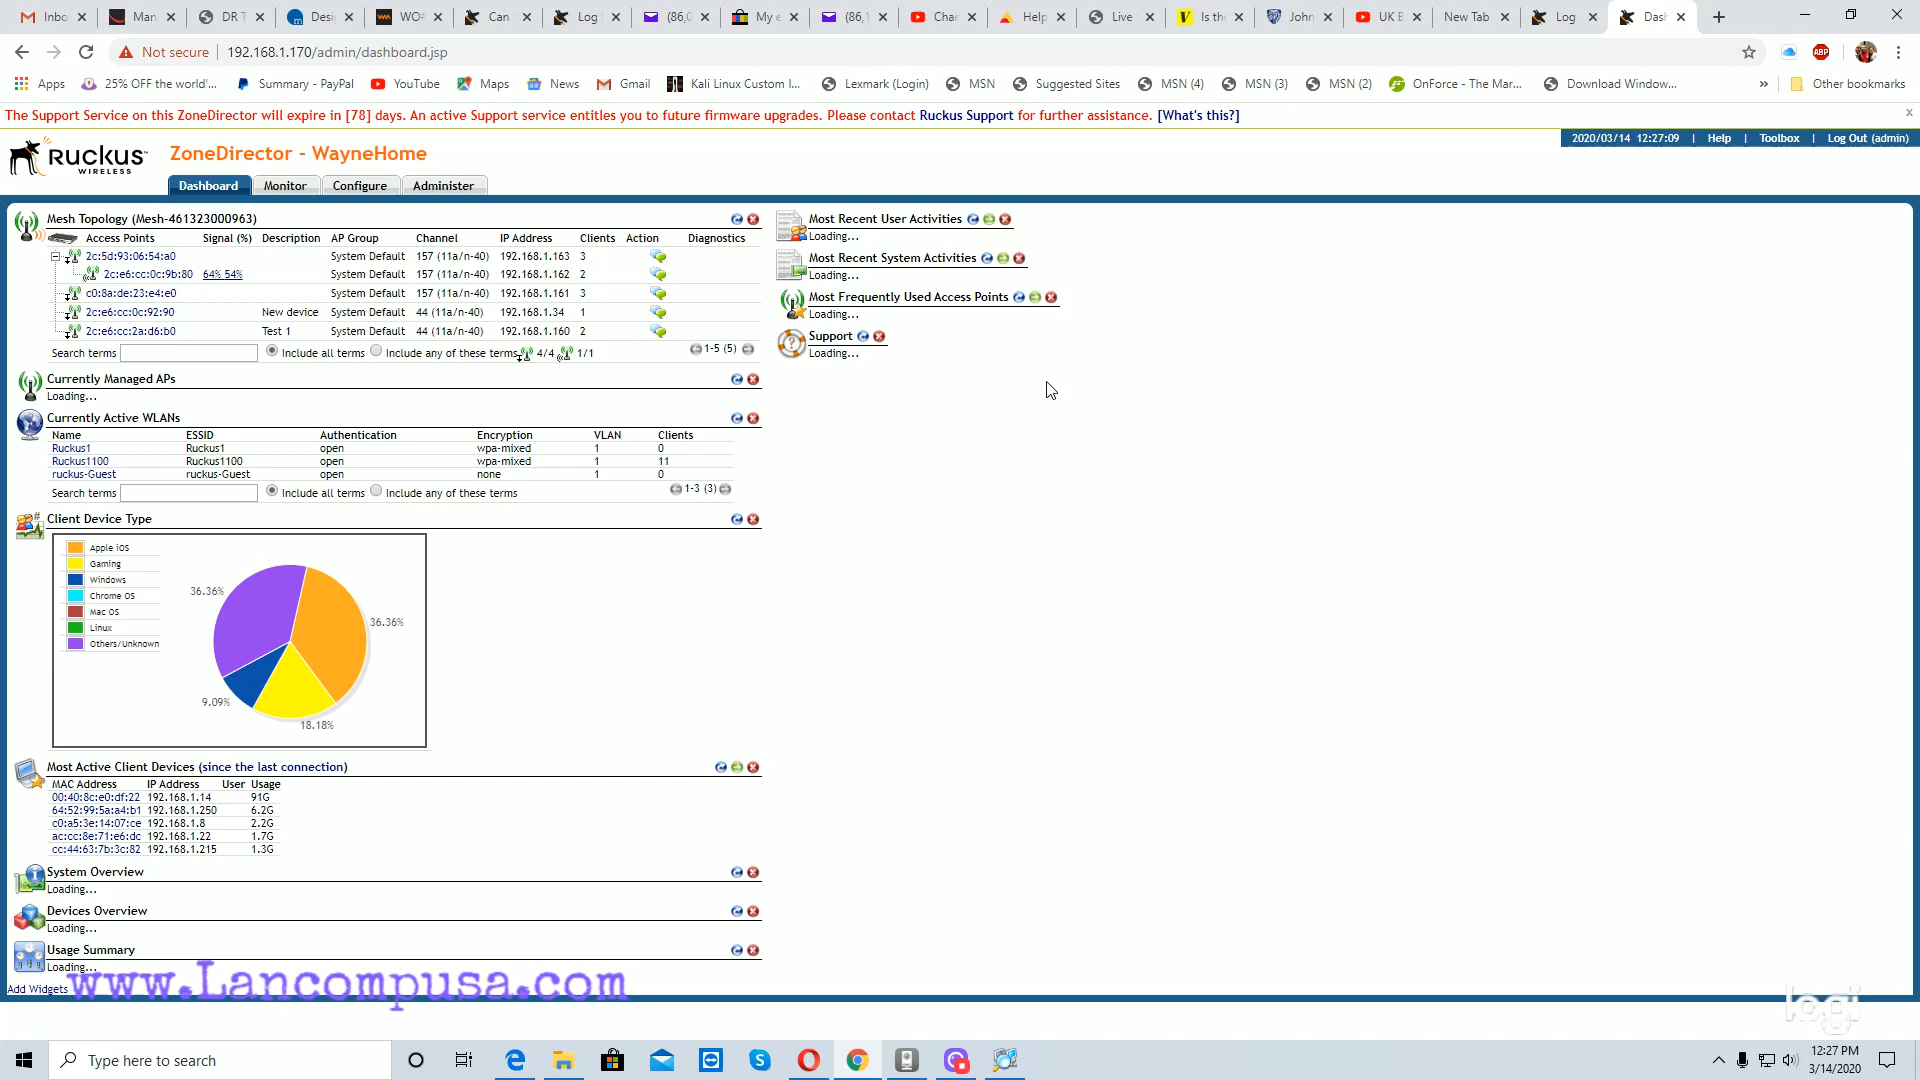 Inbo
Man
DR T
Desi
WO#
Can
Log
(86,0
My e
(86,1
Char
Help
Live
Is the
John
UK B
New Tab
Log
Dash
Not secure
192.168.1.170/admin/dashboard.jsp
ABP
Apps
25% OFF the world'...
Summary - PayPal
YouTube
Maps
News
Gmail
Kali Linux Custom I...
Lexmark (Login)
MSN
Suggested Sites
MSN (4)
MSN (3)
MSN (2)
OnForce - The Mar...
Download Window...
»
Other bookmarks
The Support Service on this ZoneDirector will expire in [78] days. An active Support service entitles you to future firmware upgrades. Please contact Ruckus Support for further assistance. [What's this?]
2020/03/14 12:27:09 | Help | Toolbox | Log Out (admin)
RUCKUS
WIRELESS
ZoneDirector - WayneHome
Dashboard
Monitor
Configure
Administer
Mesh Topology (Mesh-461323000963)
Access Points Signal (%) Description AP Group Channel IP Address Clients Action Diagnostics
2c:5d:93:06:54:a0 System Default 157 (11a/n-40) 192.168.1.163 3
2c:e6:cc:0c:9b:80 64% 54% System Default 157 (11a/n-40) 192.168.1.162 2
c0:8a:de:23:e4:e0 System Default 157 (11a/n-40) 192.168.1.161 3
2c:e6:cc:0c:92:90 New device System Default 44 (11a/n-40) 192.168.1.34 1
2c:e6:cc:2a:d6:b0 Test 1 System Default 44 (11a/n-40) 192.168.1.160 2
Search terms Include all terms Include any of these terms 4/4 1/1 1-5 (5)
Currently Managed APs
Loading...
Currently Active WLANs
Name ESSID Authentication Encryption VLAN Clients
Ruckus1 Ruckus1 open wpa-mixed 1 0
Ruckus1100 Ruckus1100 open wpa-mixed 1 11
ruckus-Guest ruckus-Guest open none 1 0
Search terms Include all terms Include any of these terms 1-3 (3)
Client Device Type
Apple iOS
Gaming
Windows
Chrome OS
Mac OS
Linux
Others/Unknown
36.36%
36.36%
9.09%
18.18%
Most Active Client Devices (since the last connection)
MAC Address IP Address User Usage
00:40:8c:e0:df:22 192.168.1.14 91G
64:52:99:5a:a4:b1 192.168.1.250 6.2G
c0:a5:3e:14:07:ce 192.168.1.8 2.2G
ac:cc:8e:71:e6:dc 192.168.1.22 1.7G
cc:44:63:7b:3c:82 192.168.1.215 1.3G
System Overview
Loading...
Devices Overview
Loading...
Usage Summary
Loading...
Add Widgets
www.Lancompusa.com
Most Recent User Activities
Loading...
Most Recent System Activities
Loading...
Most Frequently Used Access Points
Loading...
Support
Loading...
logi
Type here to search
12:27 PM
3/14/2020